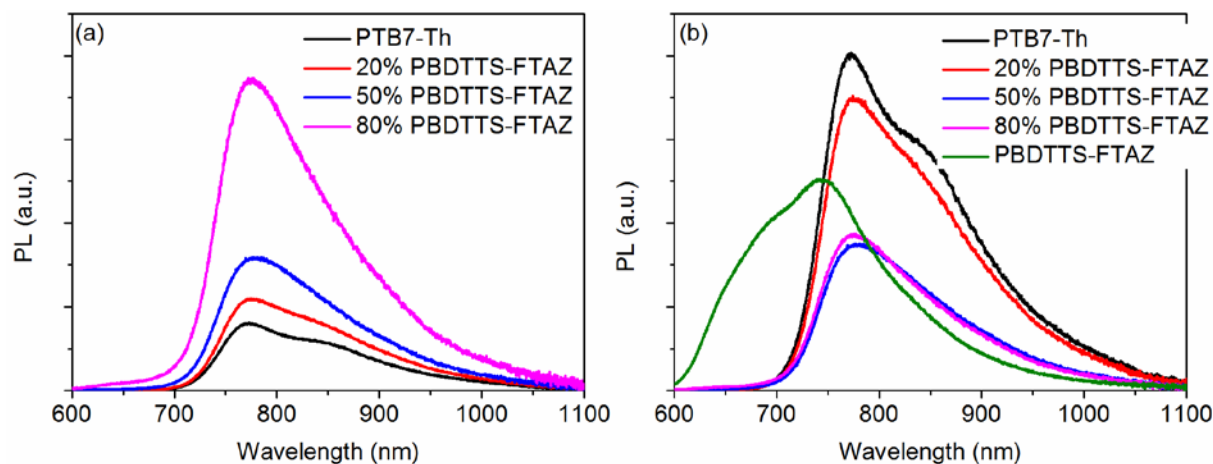 (a)
PTB7-Th
20% PBDTTS-FTAZ
50% PBDTTS-FTAZ
80% PBDTTS-FTAZ
PL (a.u.)
600 700 800 900 1000 1100
Wavelength (nm)
(b)
PTB7-Th
20% PBDTTS-FTAZ
50% PBDTTS-FTAZ
80% PBDTTS-FTAZ
PBDTTS-FTAZ
PL (a.u.)
600 700 800 900 1000 1100
Wavelength (nm)